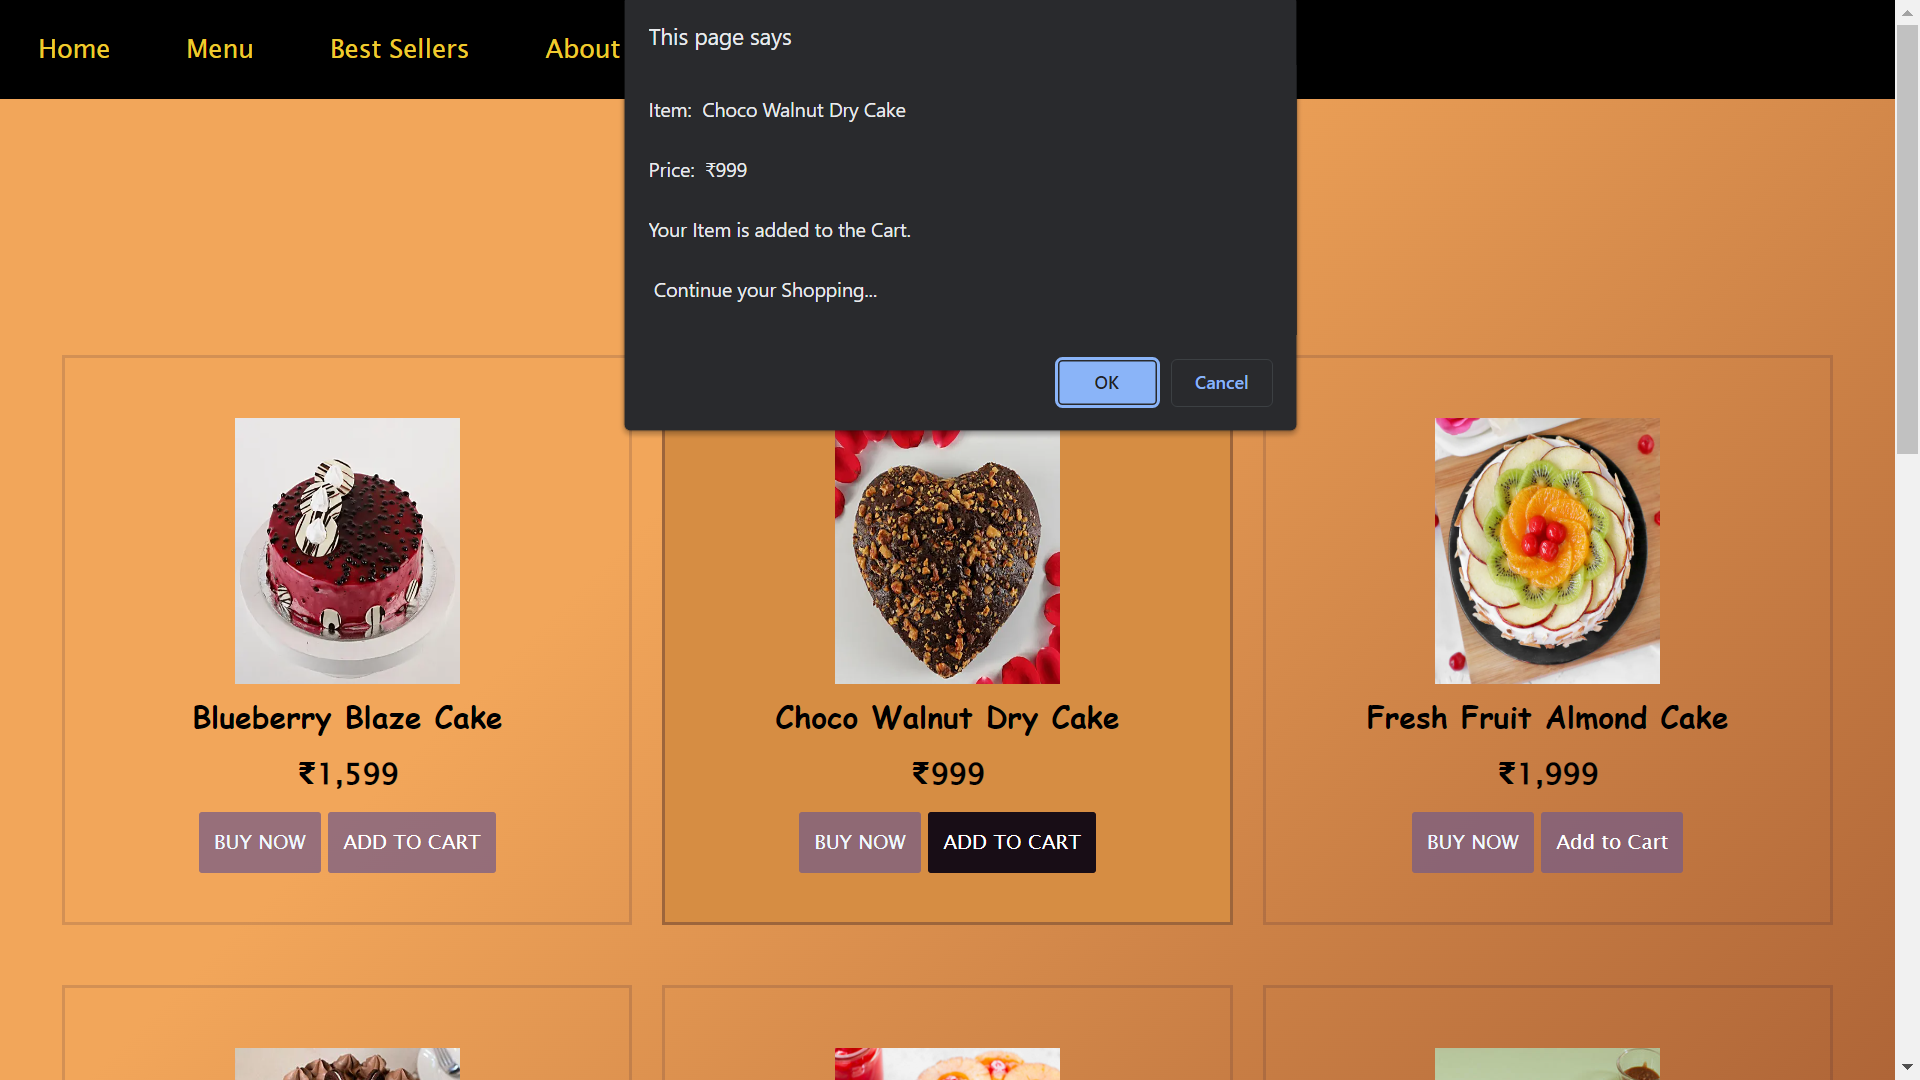 Home Menu Best Sellers About
This page says
Item:  Choco Walnut Dry Cake
Price:  ₹999
Your Item is added to the Cart.
Continue your Shopping...
OK Cancel
Blueberry Blaze Cake
₹1,599
BUY NOW ADD TO CART
Choco Walnut Dry Cake
₹999
BUY NOW ADD TO CART
Fresh Fruit Almond Cake
₹1,999
BUY NOW Add to Cart